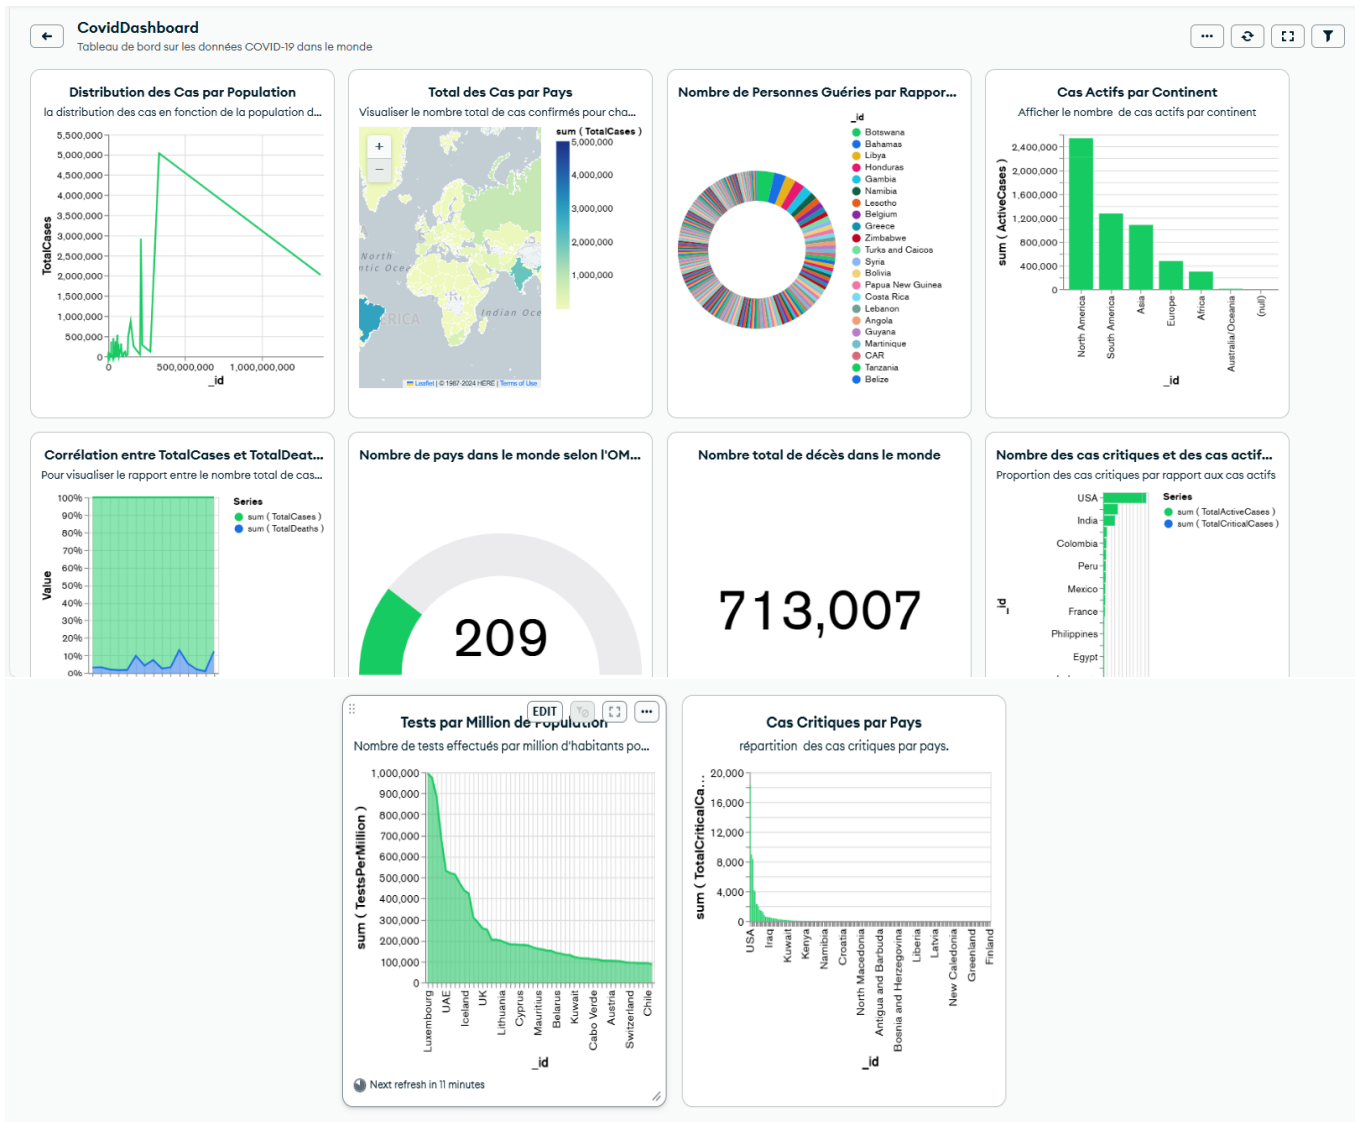 CovidDashboard
Tableau de bord sur les données COVID-19 dans le monde
Distribution des Cas par Population
la distribution des cas en fonction de la population d...
5,500,000
5,000,000
4,500,000
4,000,000
3,500,000
3,000,000
2,500,000
2,000,000
1,500,000
1,000,000
500,000
0
TotalCases
0
500,000,000
1,000,000,000
_id
Total des Cas par Pays
Visualiser le nombre total de cas confirmés pour cha...
+
−
North
ntic Oce
ERICA
Indian Oce
Leaflet | © 1987-2024 HERE | Terms of Use
sum ( TotalCases )
5,000,000
4,000,000
3,000,000
2,000,000
1,000,000
Nombre de Personnes Guéries par Rappor...
_id
Botswana
Bahamas
Libya
Honduras
Gambia
Namibia
Lesotho
Belgium
Greece
Zimbabwe
Turks and Caicos
Syria
Bolivia
Papua New Guinea
Costa Rica
Lebanon
Angola
Guyana
Martinique
CAR
Tanzania
Belize
Cas Actifs par Continent
Afficher le nombre  de cas actifs par continent
sum ( ActiveCases )
2,400,000
2,000,000
1,600,000
1,200,000
800,000
400,000
0
North America
South America
Asia
Europe
Africa
Australia/Oceania
(null)
_id
Corrélation entre TotalCases et TotalDeat...
Pour visualiser le rapport entre le nombre total de cas...
100%
90%
80%
70%
60%
50%
40%
30%
20%
10%
0%
Value
Series
sum ( TotalCases )
sum ( TotalDeaths )
Nombre de pays dans le monde selon l'OM...
209
Nombre total de décès dans le monde
713,007
Nombre des cas critiques et des cas actif...
Proportion des cas critiques par rapport aux cas actifs
USA
India
Colombia
Peru
Mexico
France
Philippines
Egypt
_id
Series
sum ( TotalActiveCases )
sum ( TotalCriticalCases )
EDIT
Tests par Million de Population
Nombre de tests effectués par million d'habitants po...
1,000,000
900,000
800,000
700,000
600,000
500,000
400,000
300,000
200,000
100,000
0
sum ( TestsPerMillion )
Luxembourg
UAE
Iceland
UK
Lithuania
Cyprus
Mauritius
Belarus
Kuwait
Cabo Verde
Austria
Switzerland
Chile
_id
Next refresh in 11 minutes
Cas Critiques par Pays
répartition  des cas critiques par pays.
20,000
16,000
12,000
8,000
4,000
0
sum ( TotalCriticalCa...
USA
Iraq
Kuwait
Kenya
Namibia
Croatia
North Macedonia
Antigua and Barbuda
Bosnia and Herzegovina
Liberia
Latvia
New Caledonia
Greenland
Finland
_id